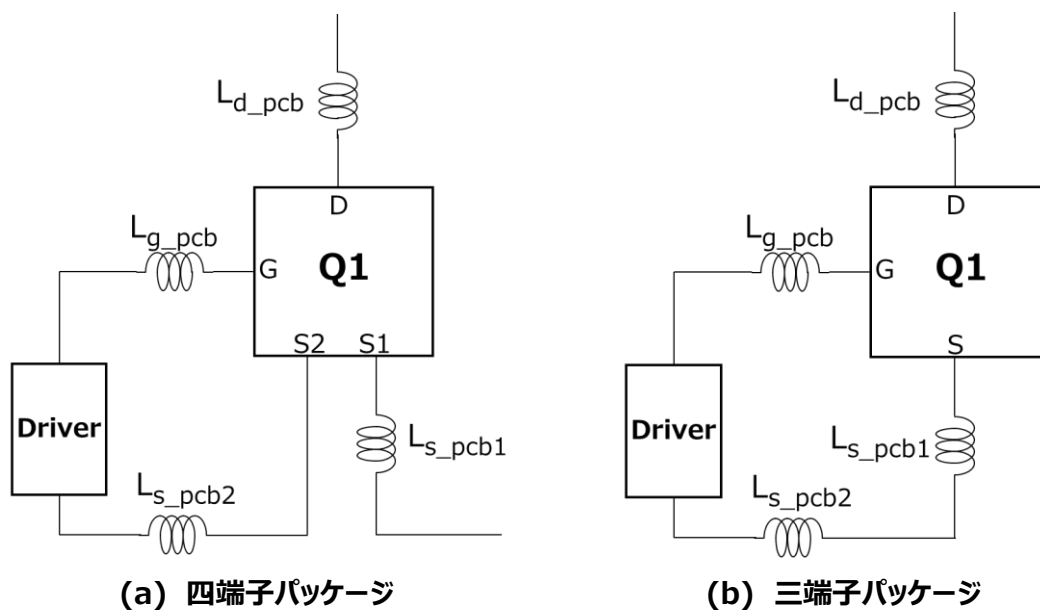 L_d_pcb
D
L_g_pcb
G
Q1
S2 S1
Driver
L_s_pcb1
L_s_pcb2
(a) 四端子パッケージ
L_d_pcb
D
L_g_pcb
G
Q1
S
Driver
L_s_pcb1
L_s_pcb2
(b) 三端子パッケージ